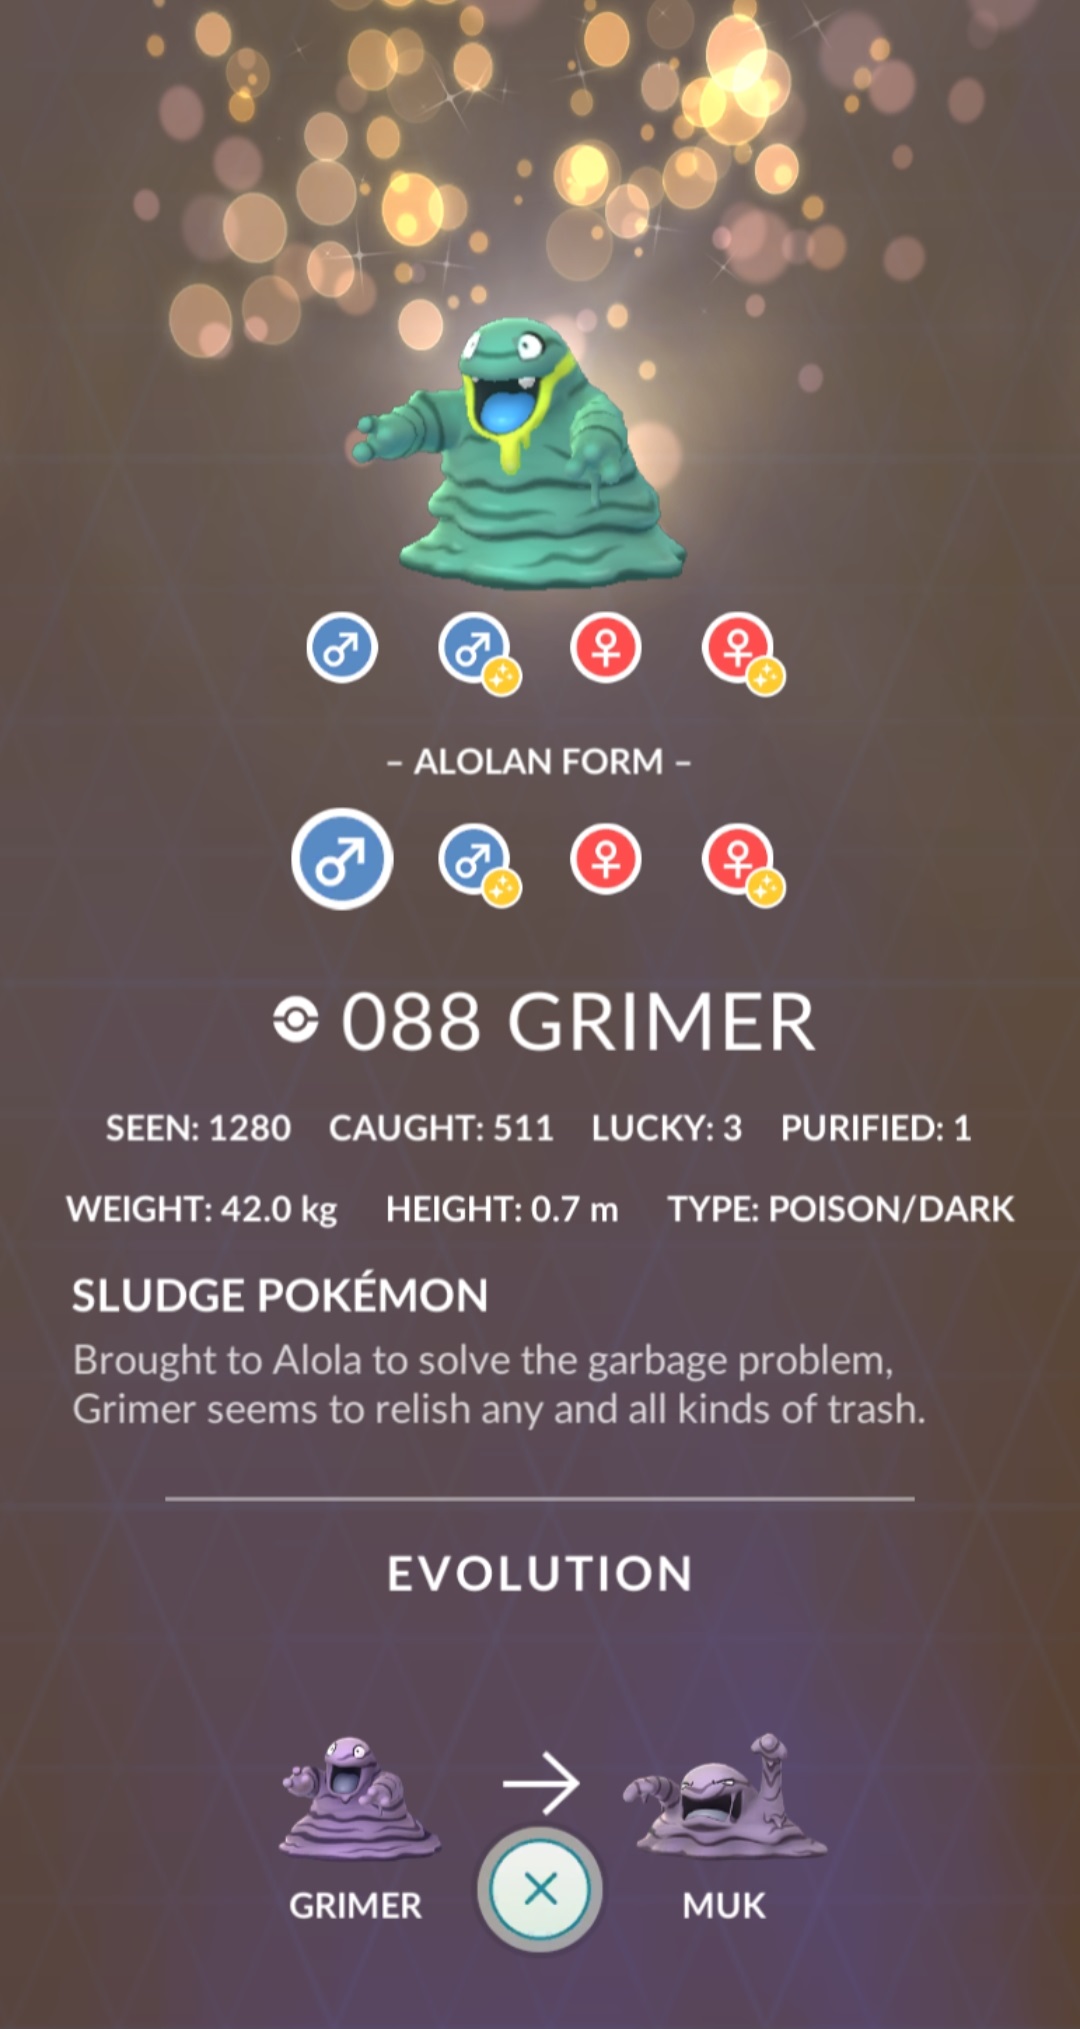 – ALOLAN FORM –
088 GRIMER
SEEN: 1280 CAUGHT: 511 LUCKY: 3 PURIFIED: 1
WEIGHT: 42.0 kg HEIGHT: 0.7 m TYPE: POISON/DARK
SLUDGE POKÉMON
Brought to Alola to solve the garbage problem,
Grimer seems to relish any and all kinds of trash.
EVOLUTION
GRIMER MUK